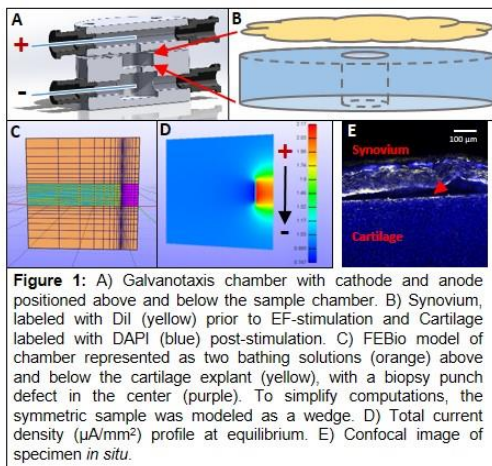 A
B
+
-
C
D
E
100 µm
Synovium
+
-
Cartilage
Figure 1: A) Galvanotaxis chamber with cathode and anode
positioned above and below the sample chamber. B) Synovium,
labeled with DiI (yellow) prior to EF-stimulation and Cartilage
labeled with DAPI (blue) post-stimulation. C) FEBio model of
chamber represented as two bathing solutions (orange) above
and below the cartilage explant (yellow), with a biopsy punch
defect in the center (purple). To simplify computations, the
symmetric sample was modeled as a wedge. D) Total current
density (µA/mm²) profile at equilibrium. E) Confocal image of
specimen in situ.